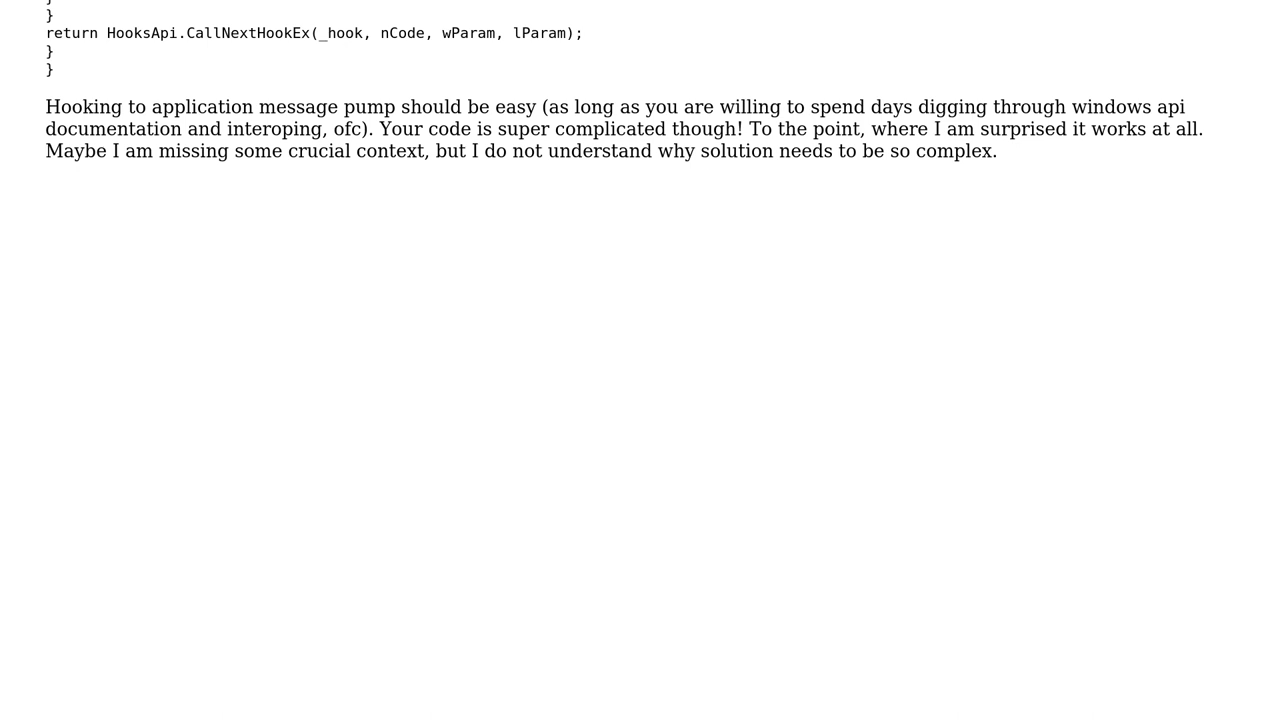 }
}
return HooksApi.CallNextHookEx(_hook, nCode, wParam, lParam);
}
}
Hooking to application message pump should be easy (as long as you are willing to spend days digging through windows api
documentation and interoping, ofc). Your code is super complicated though! To the point, where I am surprised it works at all.
Maybe I am missing some crucial context, but I do not understand why solution needs to be so complex.